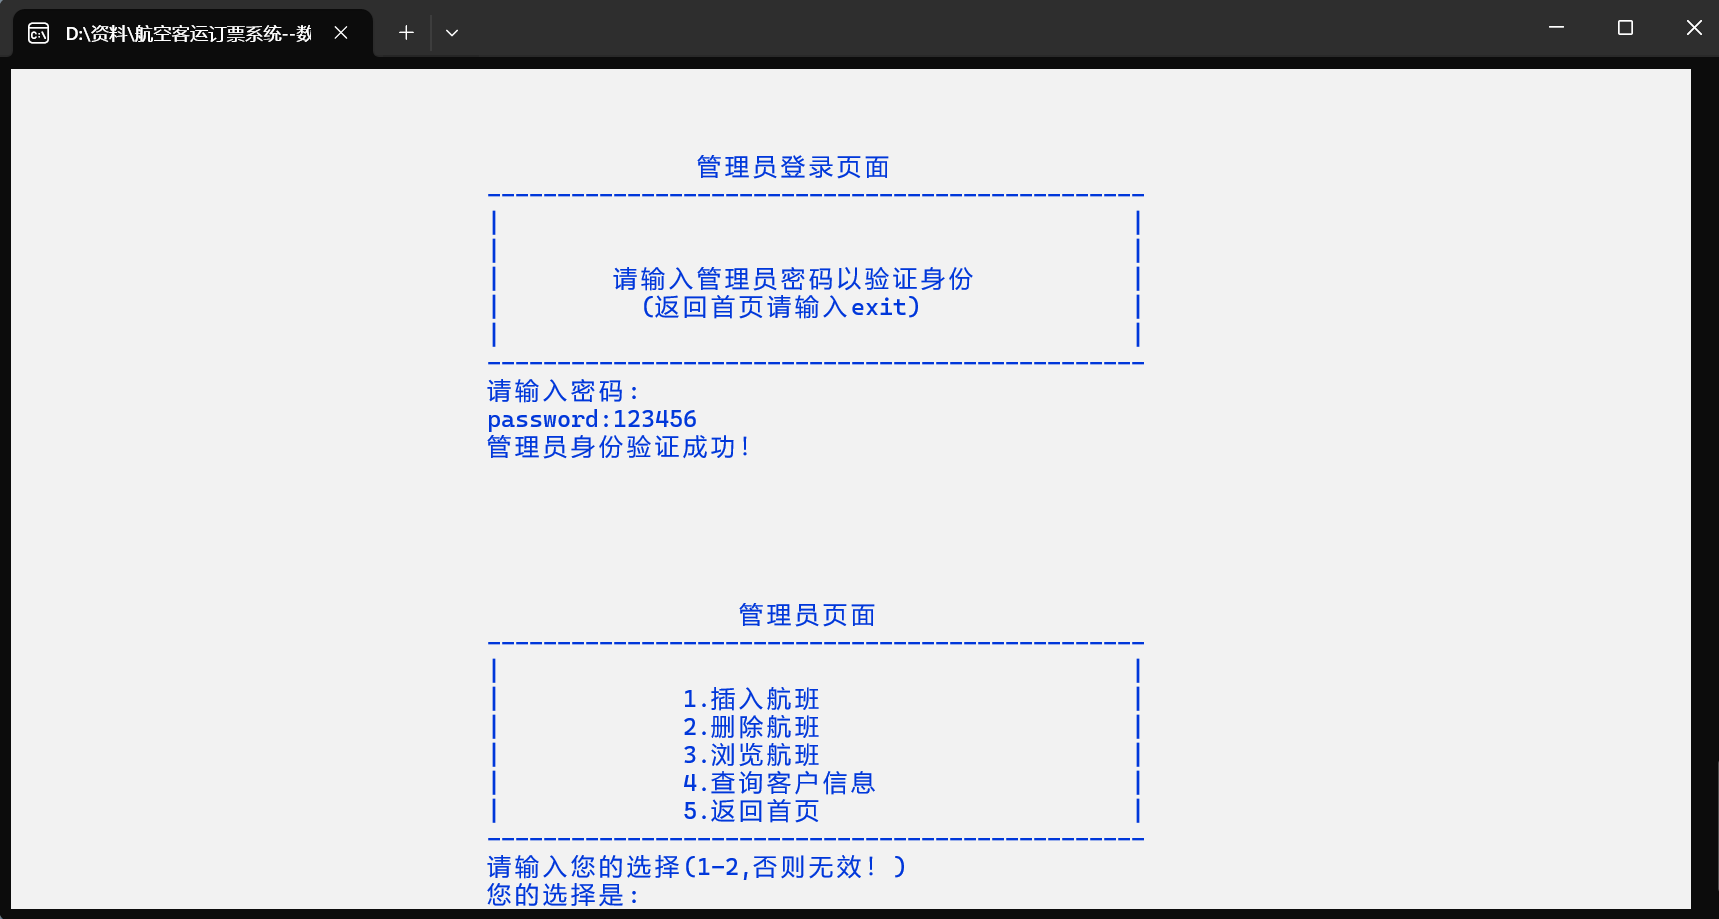 D:\资料\航空客运订票系统--数
管理员登录页面
请输入管理员密码以验证身份
(返回首页请输入exit)
请输入密码:
password:123456
管理员身份验证成功!
管理员页面
1.插入航班
2.删除航班
3.浏览航班
4.查询客户信息
5.返回首页
请输入您的选择(1-2,否则无效! )
您的选择是: